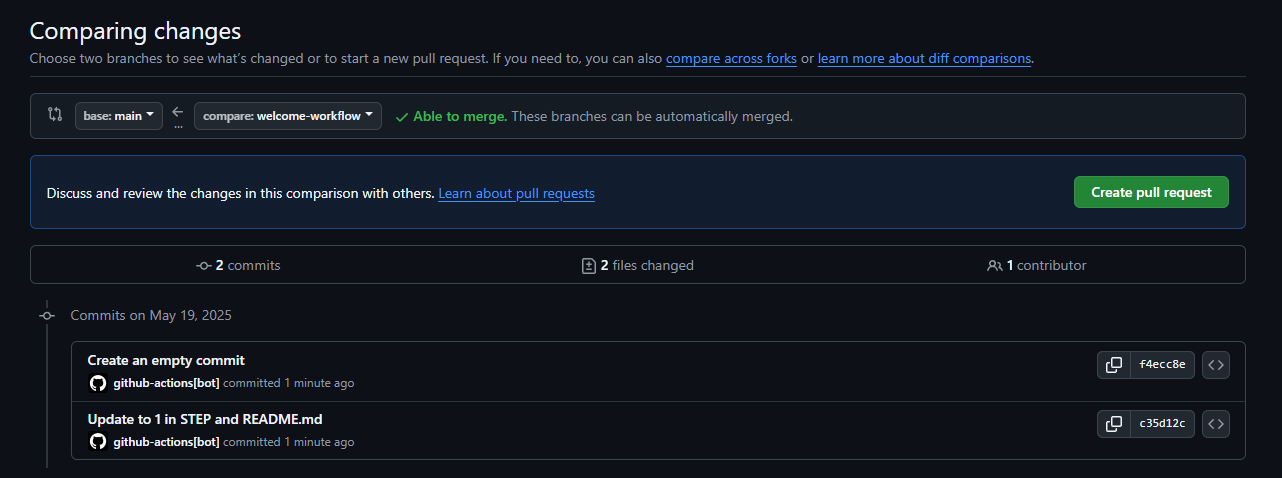 Comparing changes
Choose two branches to see what's changed or to start a new pull request. If you need to, you can also compare across forks or learn more about diff comparisons.
base: main ... compare: welcome-workflow Able to merge. These branches can be automatically merged.
Discuss and review the changes in this comparison with others. Learn about pull requests Create pull request
2 commits 2 files changed 1 contributor
Commits on May 19, 2025
Create an empty commit f4ecc8e
github-actions[bot] committed 1 minute ago
Update to 1 in STEP and README.md c35d12c
github-actions[bot] committed 1 minute ago